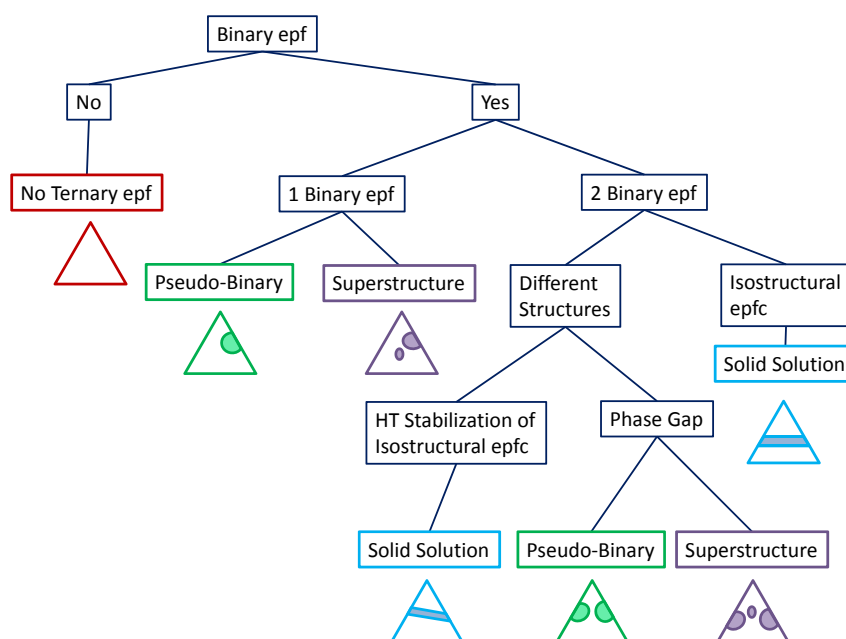 Binary epf
No
Yes
No Ternary epf
1 Binary epf
2 Binary epf
Pseudo-Binary
Superstructure
Different
Structures
Isostructural
epfc
Solid Solution
HT Stabilization of
Isostructural epfc
Phase Gap
Solid Solution
Pseudo-Binary
Superstructure